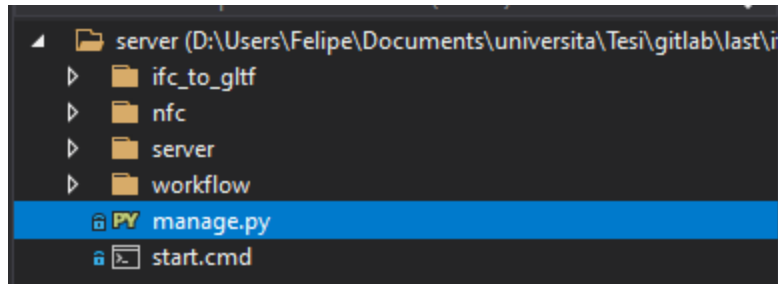 server (D:\Users\Felipe\Documents\universita\Tesi\gitlab\last\i
ifc_to_gltf
nfc
server
workflow
PY manage.py
start.cmd